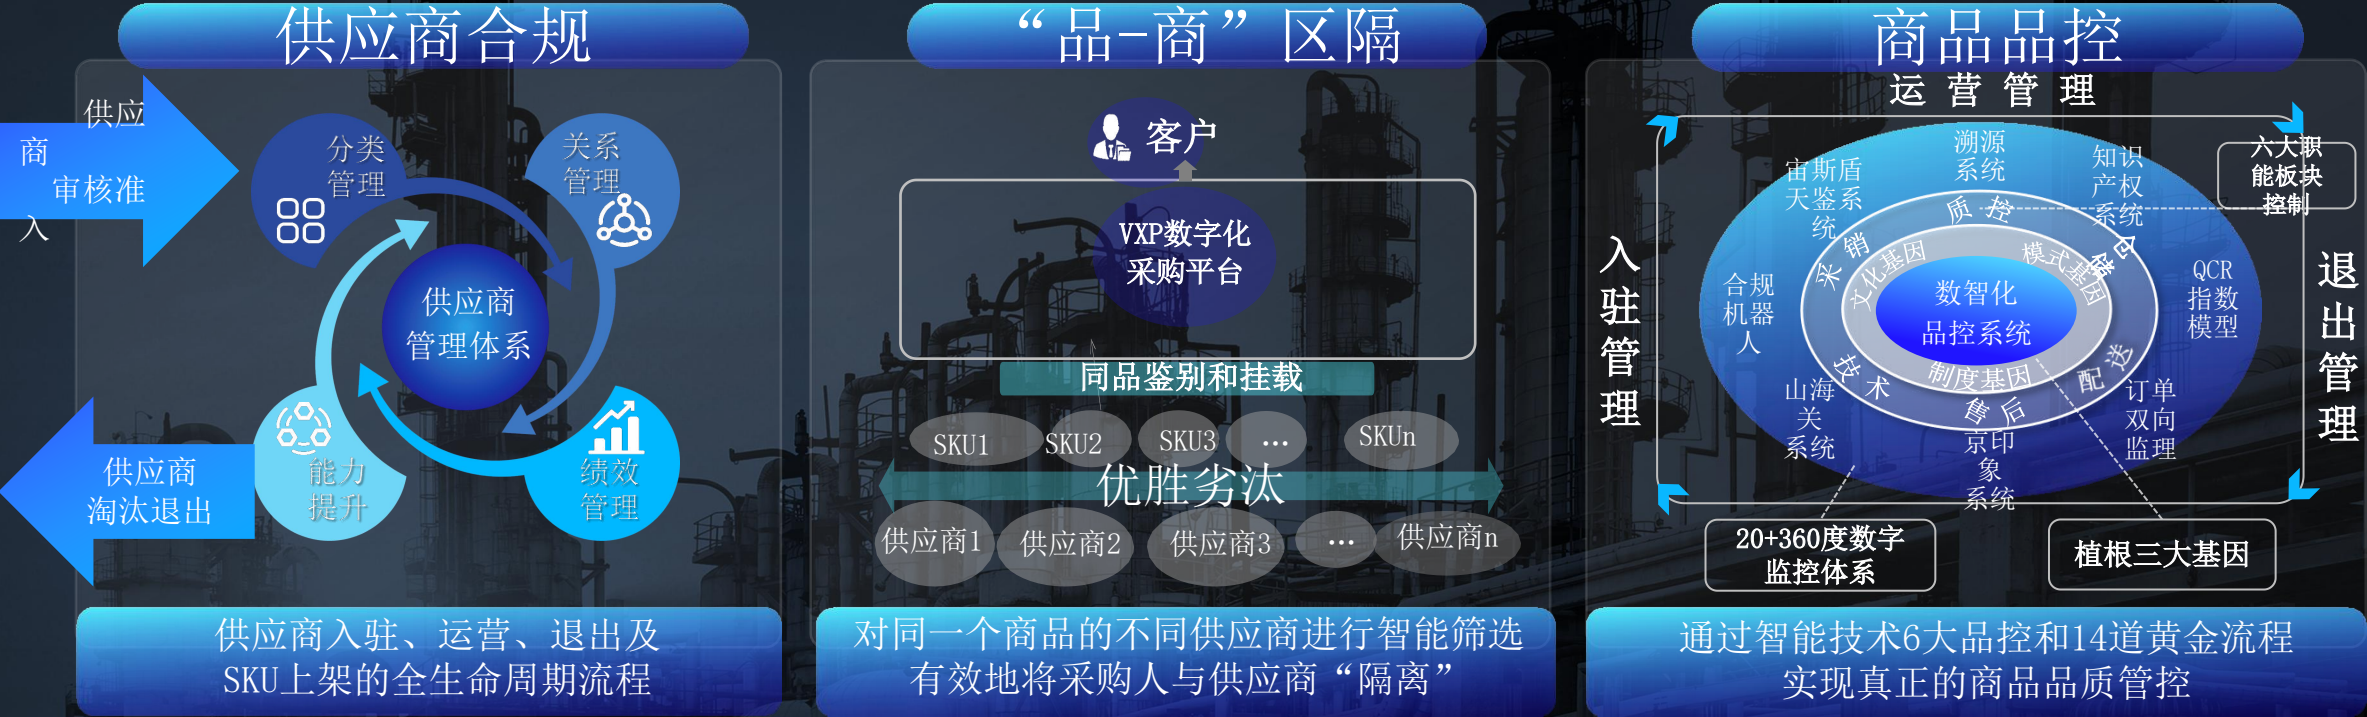 供应商合规
供应
商
审核准
入
分类
管理
关系
管理
供应商
管理体系
能力
提升
绩效
管理
供应商
淘汰退出
供应商入驻、运营、退出及
SKU上架的全生命周期流程
“品-商”区隔
客户
VXP数字化
采购平台
同品鉴别和挂载
SKU1
SKU2
SKU3
…
SKUn
优胜劣汰
供应商1
供应商2
供应商3
…
供应商n
对同一个商品的不同供应商进行智能筛选
有效地将采购人与供应商“隔离”
商品品控
运营管理
入驻管理
退出管理
六大职
能板块
控制
溯源
系统
宙斯盾
天鉴系
统
知识
产权
系统
合规
机器
人
QCR
指数
模型
山海
关
系统
京印
象
系统
订单
双向
监理
质控
采销
仓储
技术
售后
配送
文化基因
模式基因
制度基因
数智化
品控系统
20+360度数字
监控体系
植根三大基因
通过智能技术6大品控和14道黄金流程
实现真正的商品品质管控